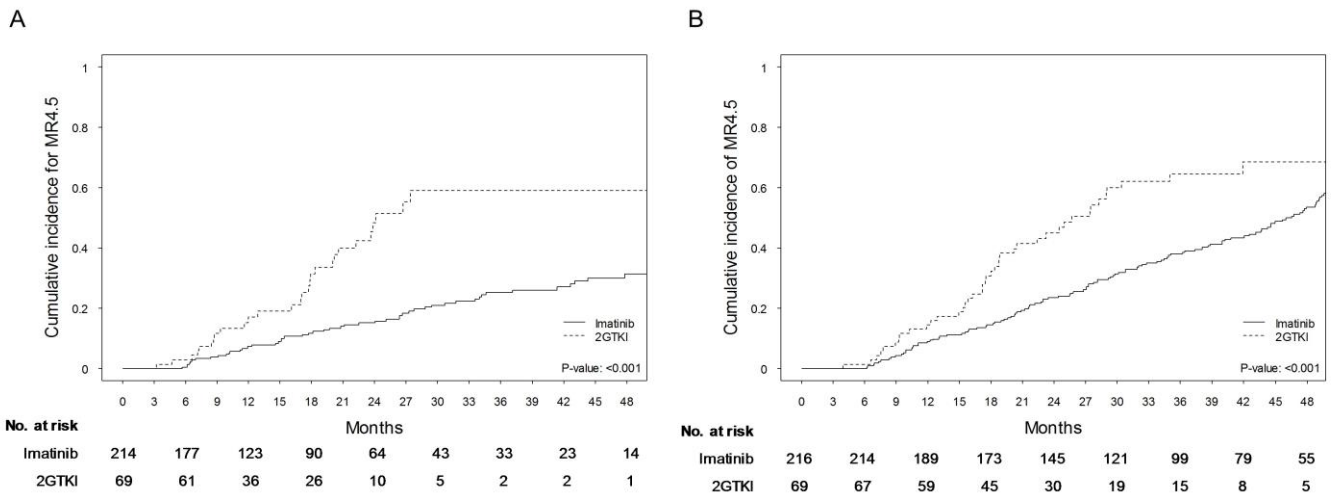 A
Cumulative incidence for MR4.5
1
0.8
0.6
0.4
0.2
0
Imatinib
2GTKI
P-value: <0.001
0 3 6 9 12 15 18 21 24 27 30 33 36 39 42 45 48
Months
No. at risk
Imatinib 214 177 123 90 64 43 33 23 14
2GTKI 69 61 36 26 10 5 2 2 1
B
Cumulative incidence of MR4.5
1
0.8
0.6
0.4
0.2
0
Imatinib
2GTKI
P-value: <0.001
0 3 6 9 12 15 18 21 24 27 30 33 36 39 42 45 48
Months
No. at risk
Imatinib 216 214 189 173 145 121 99 79 55
2GTKI 69 67 59 45 30 19 15 8 5